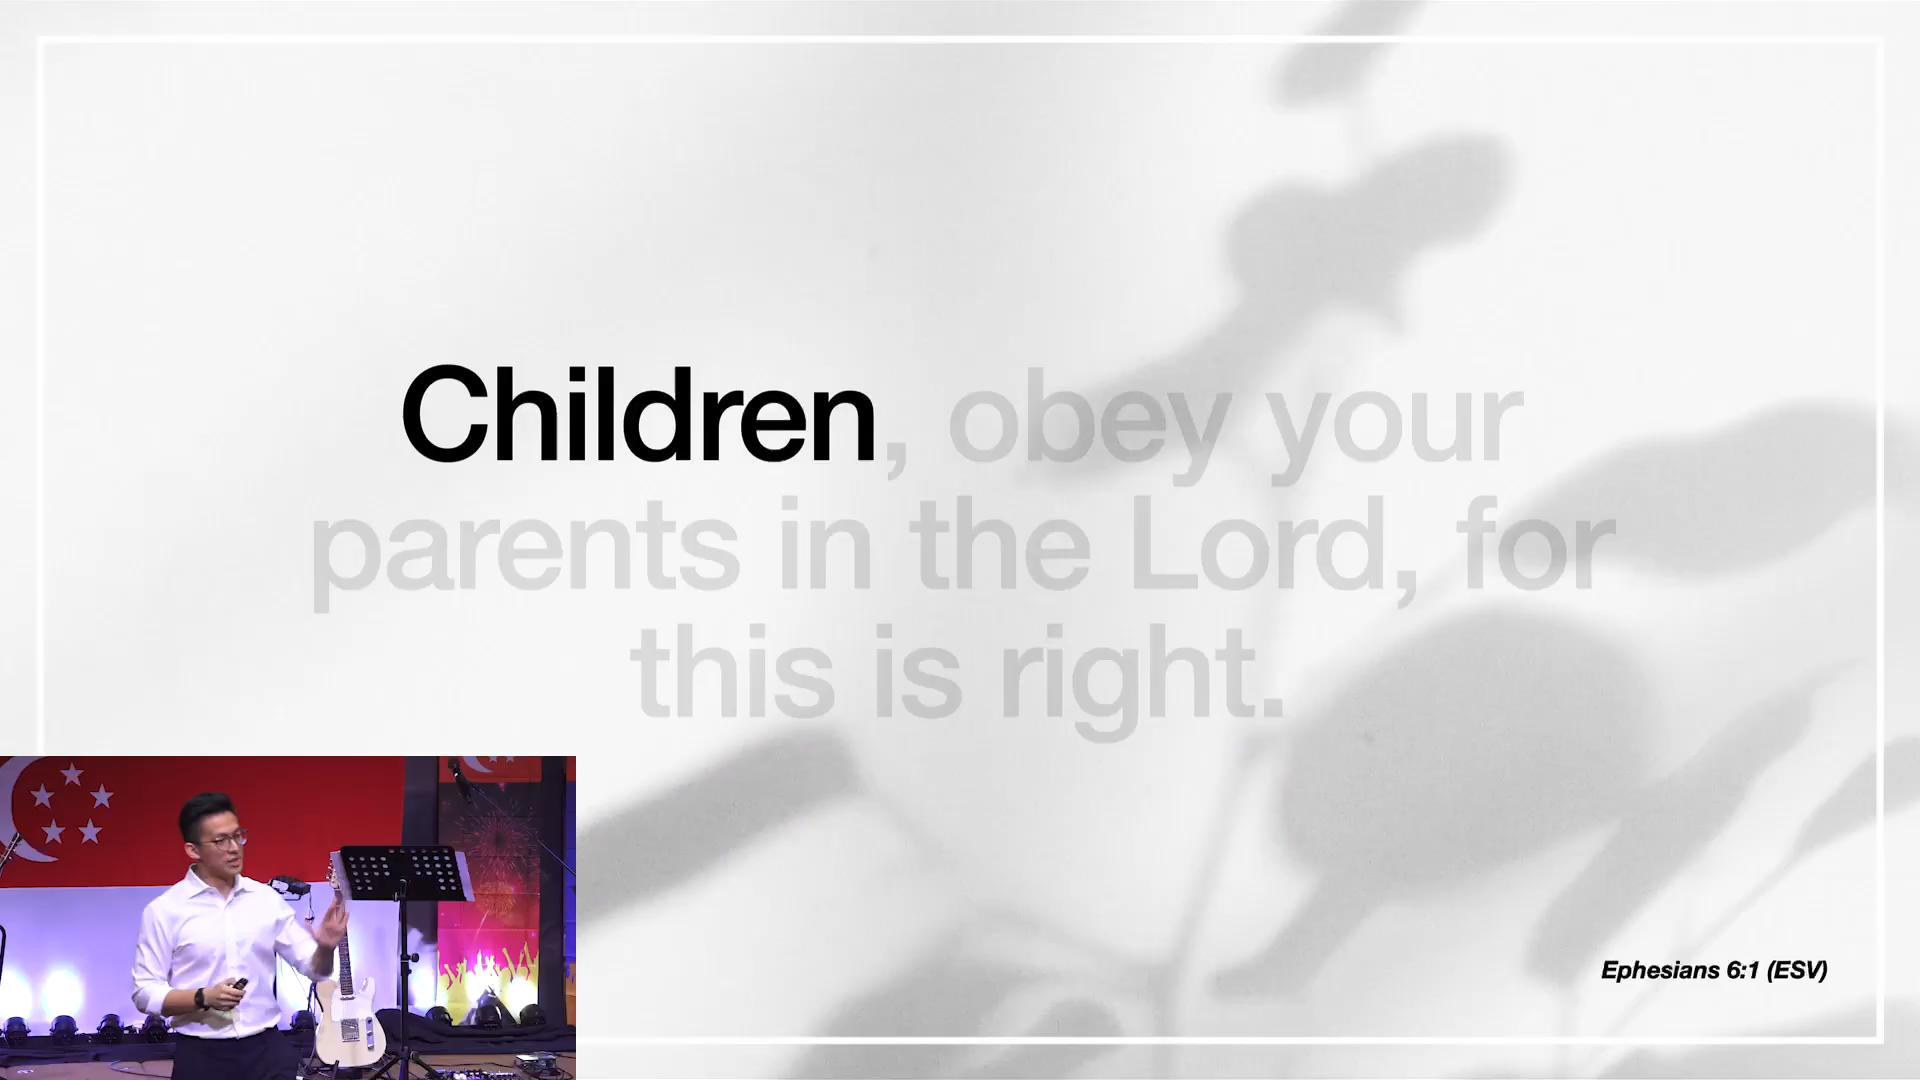 Children, obey your
parents in the Lord, for
this is right.
Ephesians 6:1 (ESV)